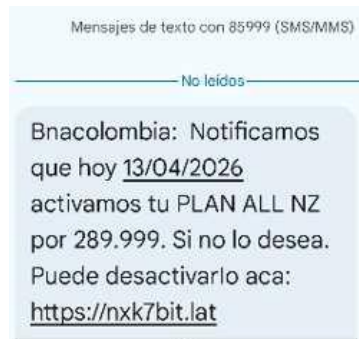 Mensajes de texto con 85999 (SMS/MMS)
No leídos
Bnacolombia: Notificamos
que hoy 13/04/2026
activamos tu PLAN ALL NZ
por 289.999. Si no lo desea.
Puede desactivarlo aca:
https://nxk7bit.lat